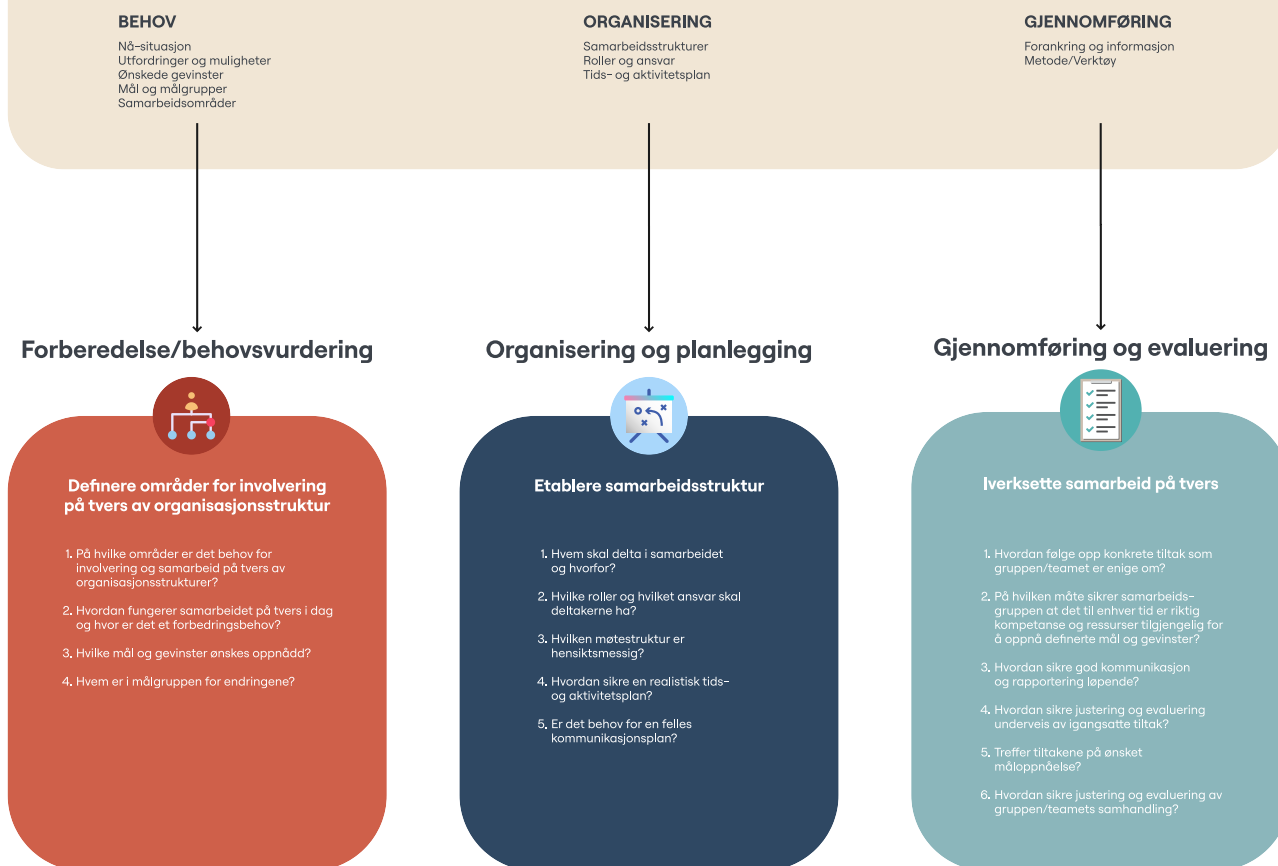 BEHOV
Nå-situasjon
Utfordringer og muligheter
Ønskede gevinster
Mål og målgrupper
Samarbeidsområder
ORGANISERING
Samarbeidsstrukturer
Roller og ansvar
Tids- og aktivitetsplan
GJENNOMFØRING
Forankring og informasjon
Metode/Verktøy
Forberedelse/behovsvurdering
Definere områder for involvering
på tvers av organisasjonsstruktur
1. På hvilke områder er det behov for
involvering og samarbeid på tvers av
organisasjonsstrukturer?
2. Hvordan fungerer samarbeidet på tvers i dag
og hvor er det et forbedringsbehov?
3. Hvilke mål og gevinster ønskes oppnådd?
4. Hvem er i målgruppen for endringene?
Organisering og planlegging
Etablere samarbeidsstruktur
1. Hvem skal delta i samarbeidet
og hvorfor?
2. Hvilke roller og hvilket ansvar skal
deltakerne ha?
3. Hvilken møtestruktur er
hensiktsmessig?
4. Hvordan sikre en realistisk tids-
og aktivitetsplan?
5. Er det behov for en felles
kommunikasjonsplan?
Gjennomføring og evaluering
Iverksette samarbeid på tvers
1. Hvordan følge opp konkrete tiltak som
gruppen/teamet er enige om?
2. På hvilken måte sikrer samarbeids-
gruppen at det til enhver tid er riktig
kompetanse og ressurser tilgjengelig for
å oppnå definerte mål og gevinster?
3. Hvordan sikre god kommunikasjon
og rapportering løpende?
4. Hvordan sikre justering og evaluering
underveis av igangsatte tiltak?
5. Treffer tiltakene på ønsket
måloppnåelse?
6. Hvordan sikre justering og evaluering av
gruppen/teamets samhandling?